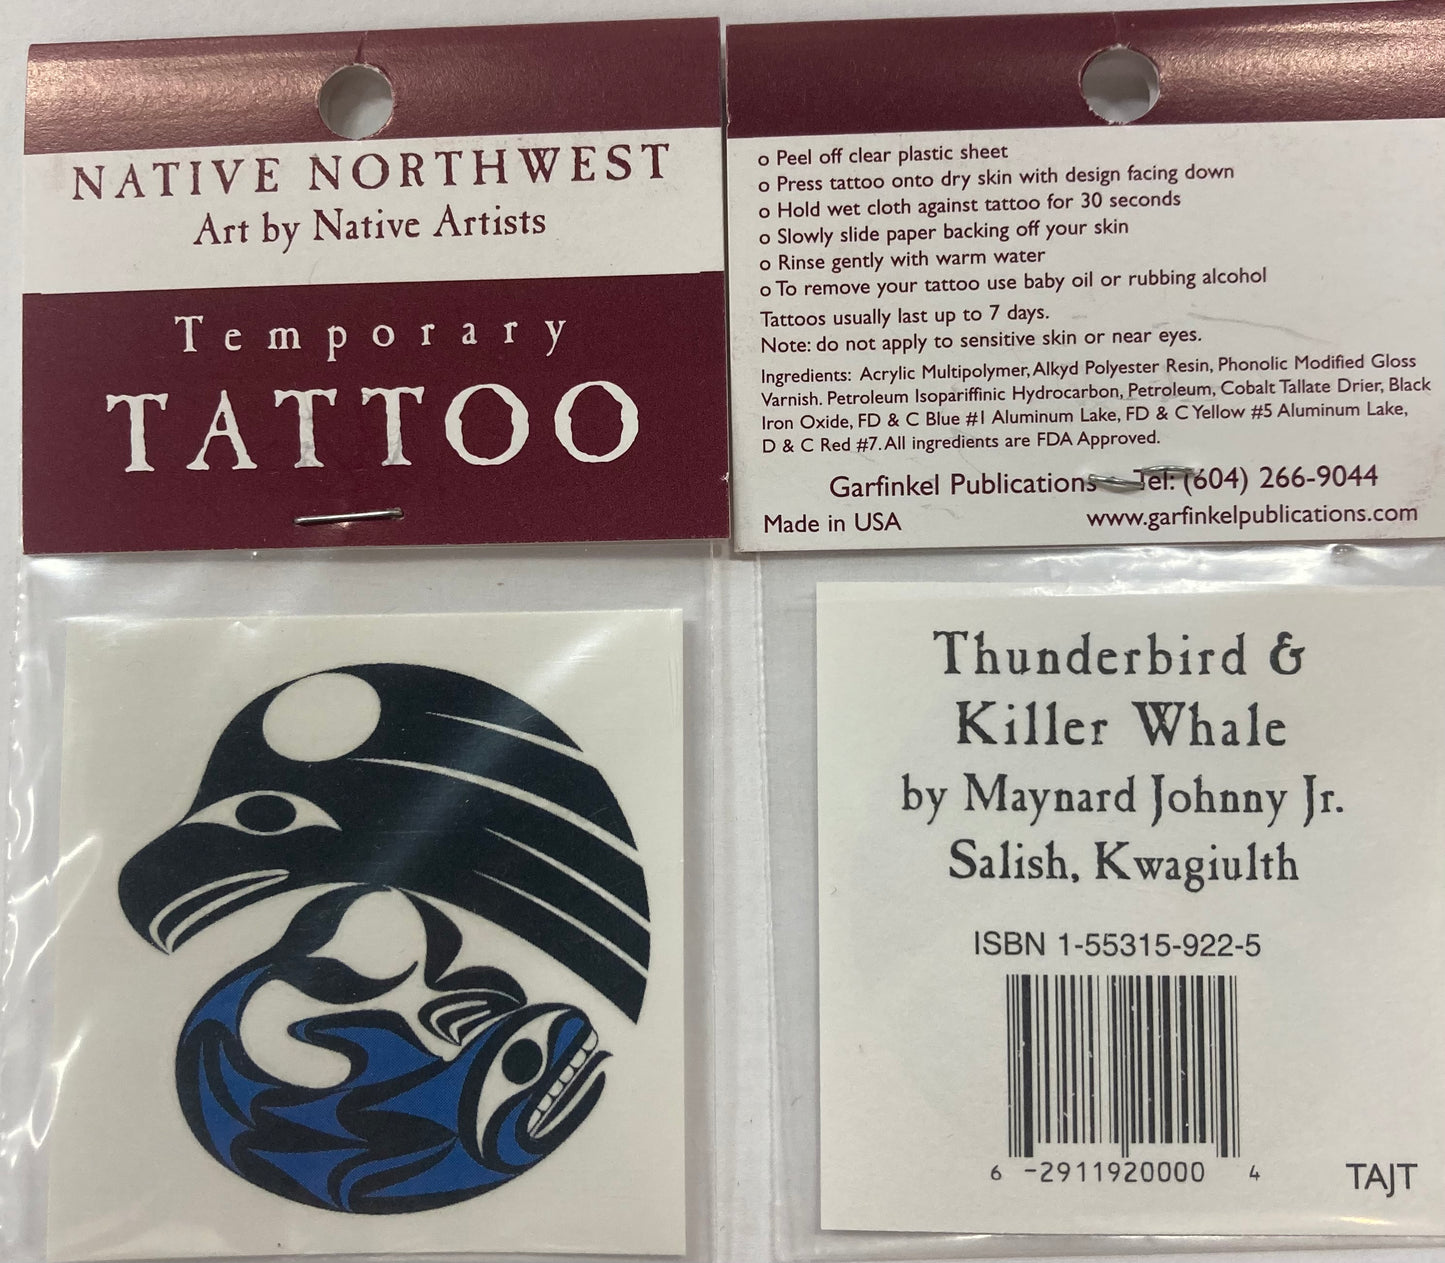 NATIVE NORTHWEST
Art by Native Artists
Temporary
TATTOO
o Peel off clear plastic sheet
o Press tattoo onto dry skin with design facing down
o Hold wet cloth against tattoo for 30 seconds
o Slowly slide paper backing off your skin
o Rinse gently with warm water
o To remove your tattoo use baby oil or rubbing alcohol
Tattoos usually last up to 7 days.
Note: do not apply to sensitive skin or near eyes.
Ingredients: Acrylic Multipolymer, Alkyd Polyester Resin, Phonolic Modified Gloss
Varnish. Petroleum Isopariffinic Hydrocarbon, Petroleum, Cobalt Tallate Drier, Black
Iron Oxide, FD & C Blue #1 Aluminum Lake, FD & C Yellow #5 Aluminum Lake,
D & C Red #7. All ingredients are FDA Approved.
Garfinkel Publications Tel: (604) 266-9044
Made in USA www.garfinkelpublications.com
Thunderbird &
Killer Whale
by Maynard Johnny Jr.
Salish, Kwagiulth
ISBN 1-55315-922-5
6 -2911920000 4
TAJT